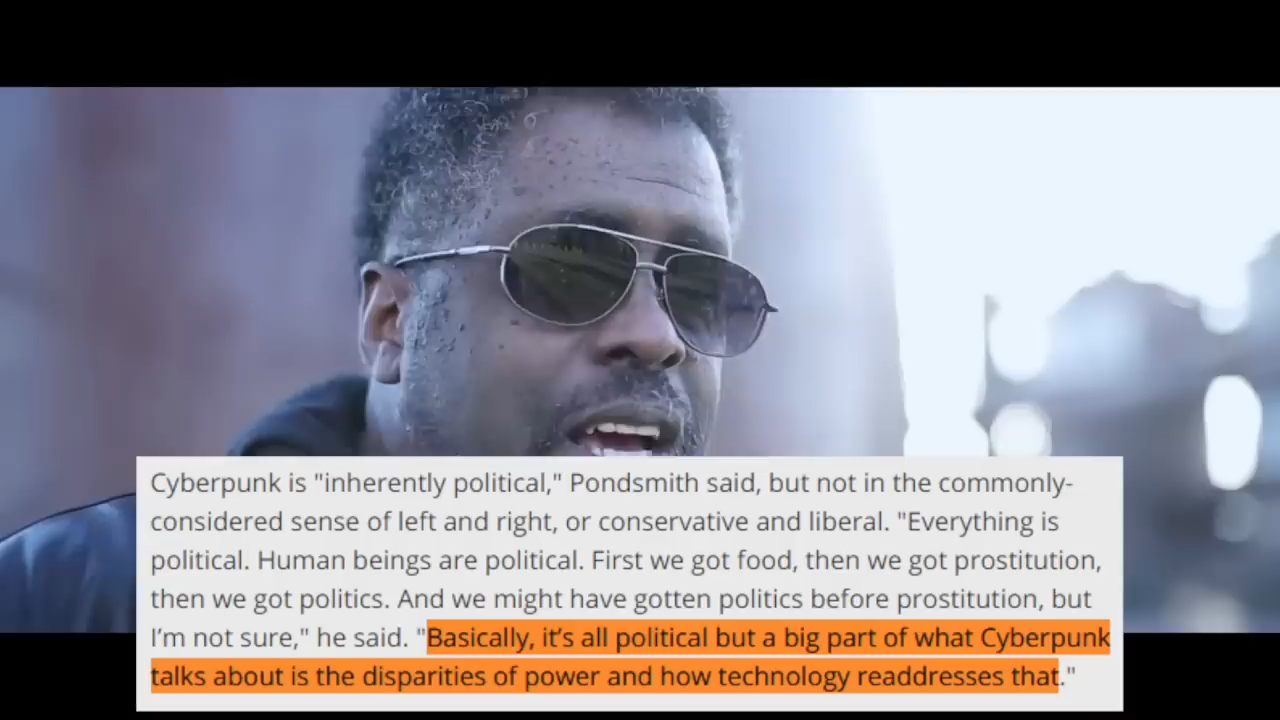 Cyberpunk is "inherently political," Pondsmith said, but not in the commonly-
considered sense of left and right, or conservative and liberal. "Everything is
political. Human beings are political. First we got food, then we got prostitution,
then we got politics. And we might have gotten politics before prostitution, but
I'm not sure," he said. "Basically, it's all political but a big part of what Cyberpunk
talks about is the disparities of power and how technology readdresses that."